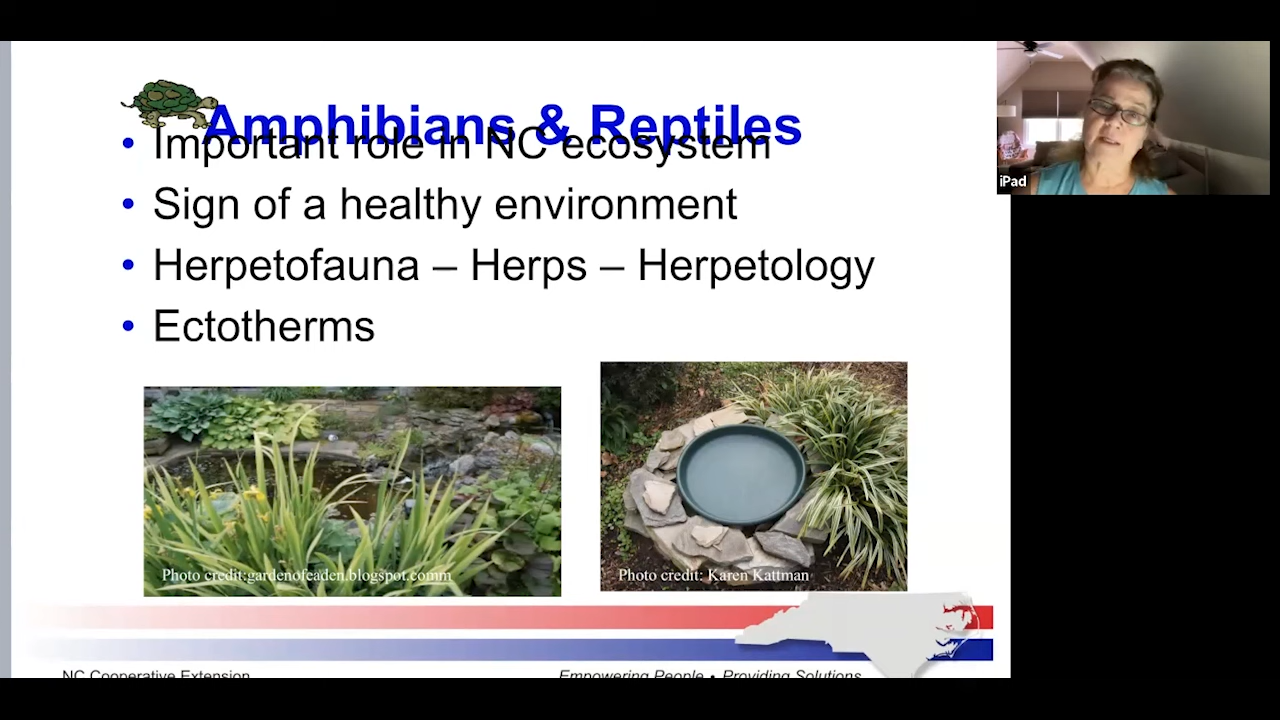 Amphibians & Reptiles
• Important role in NC ecosystem
• Sign of a healthy environment
• Herpetofauna – Herps – Herpetology
• Ectotherms
Photo credit:gardenofeaden.blogspot.comm
Photo credit: Karen Kattman
NC Cooperative Extension
Empowering People • Providing Solutions
iPad